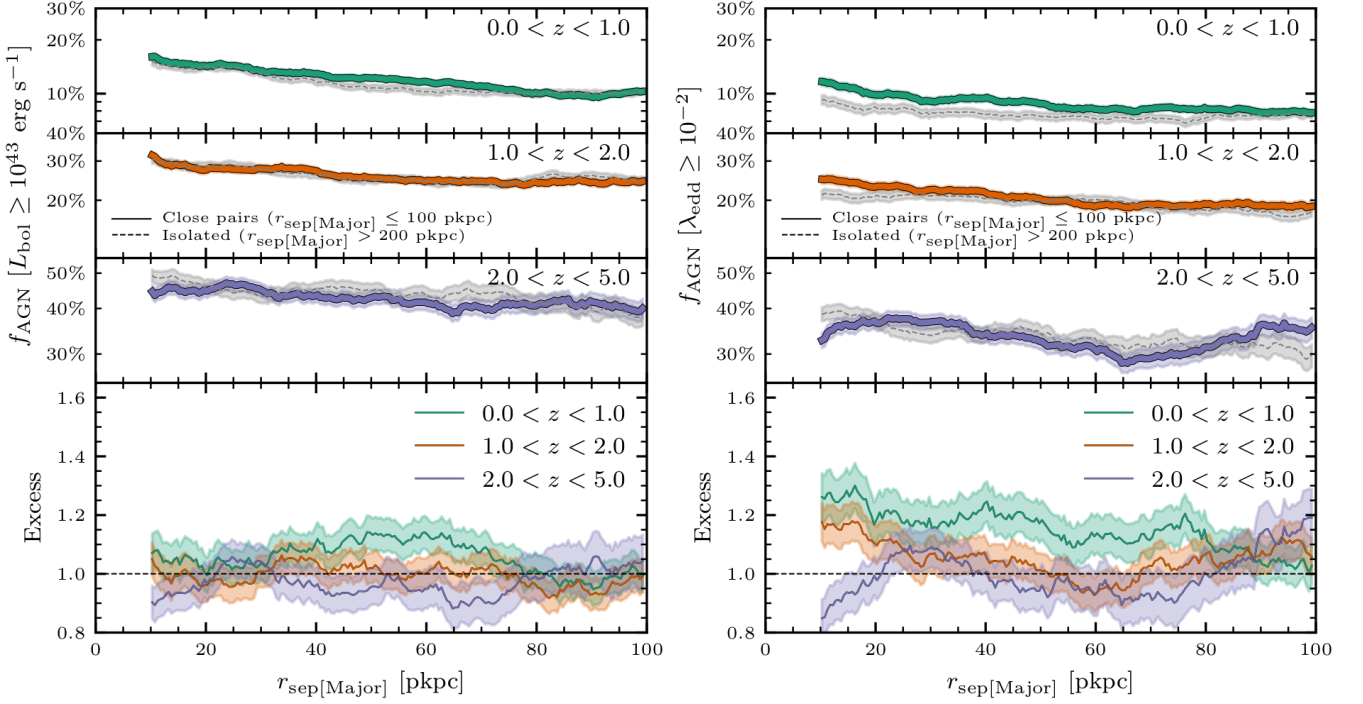 f_AGN [L_bol ≥ 10^43 erg s^−1]
30%
20%
10%
0.0 < z < 1.0
40%
30%
20%
1.0 < z < 2.0
Close pairs (r_sep[Major] ≤ 100 pkpc)
Isolated (r_sep[Major] > 200 pkpc)
50%
40%
30%
2.0 < z < 5.0
Excess
1.6
1.4
1.2
1.0
0.8
0.0 < z < 1.0
1.0 < z < 2.0
2.0 < z < 5.0
0 20 40 60 80 100
r_sep[Major] [pkpc]
f_AGN [λ_edd ≥ 10^−2]
30%
20%
10%
0.0 < z < 1.0
40%
30%
20%
1.0 < z < 2.0
Close pairs (r_sep[Major] ≤ 100 pkpc)
Isolated (r_sep[Major] > 200 pkpc)
50%
40%
30%
2.0 < z < 5.0
Excess
1.6
1.4
1.2
1.0
0.8
0.0 < z < 1.0
1.0 < z < 2.0
2.0 < z < 5.0
0 20 40 60 80 100
r_sep[Major] [pkpc]